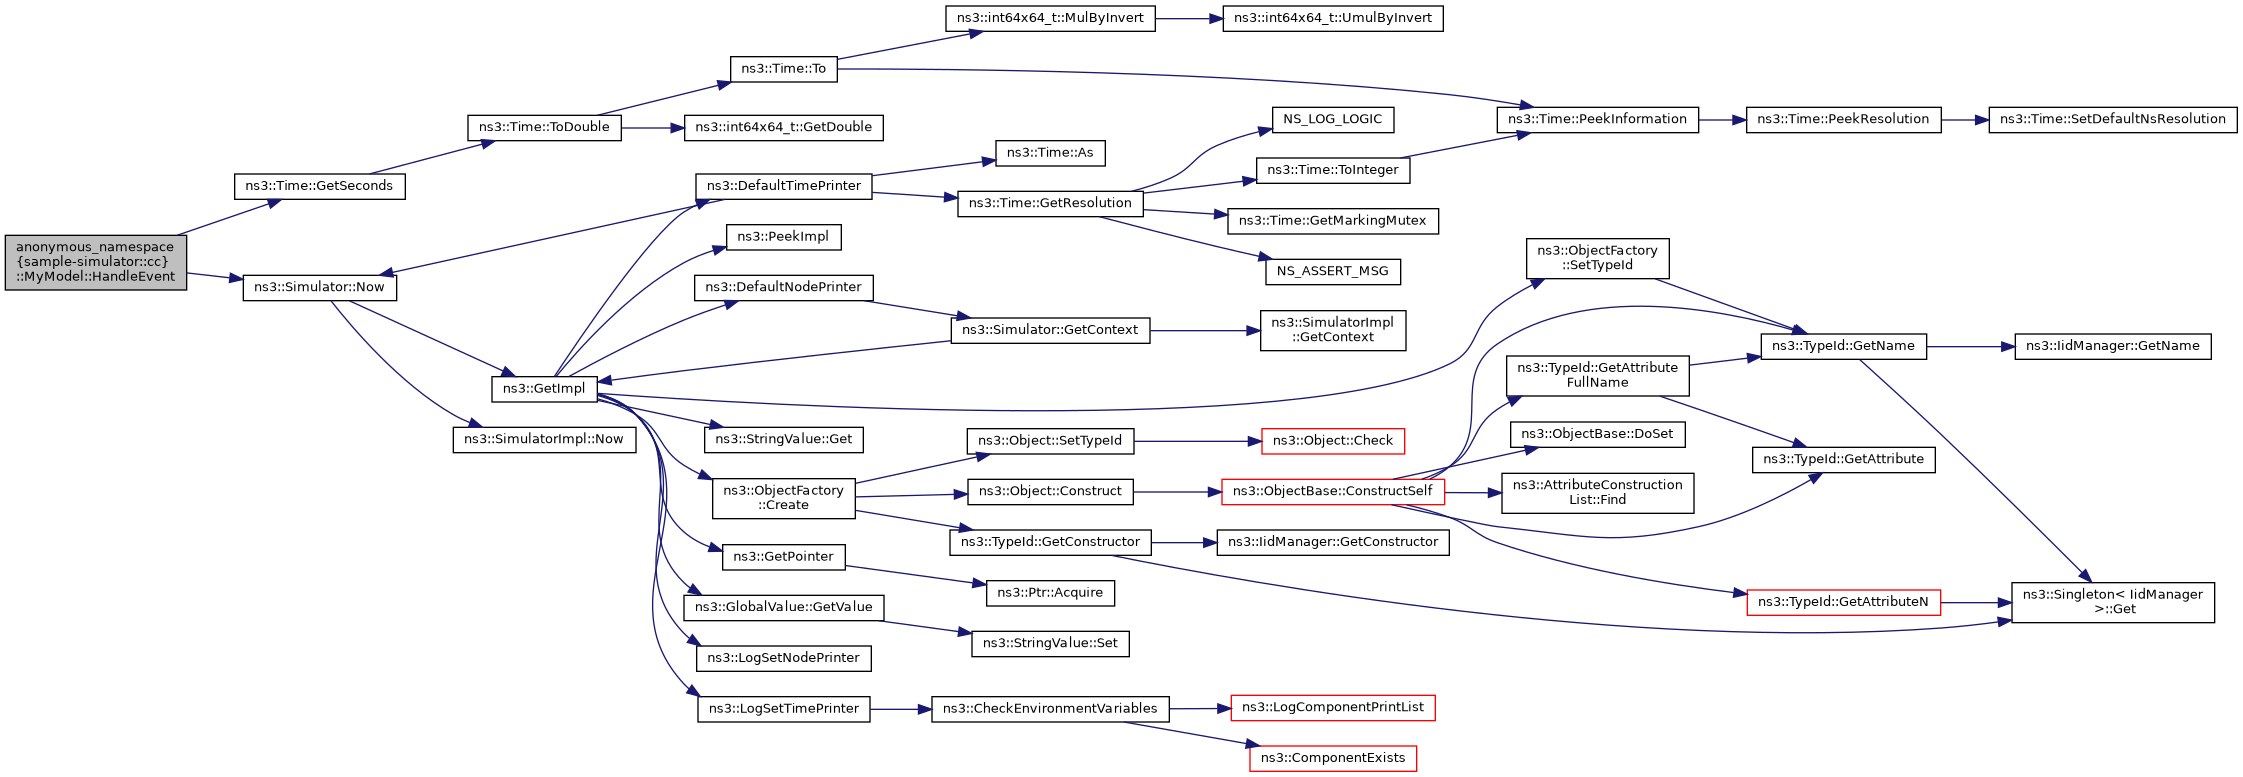 ns3::int64x64_t::MulByInvert
ns3::int64x64_t::UmulByInvert
ns3::Time::To
ns3::Time::ToDouble
ns3::int64x64_t::GetDouble
NS_LOG_LOGIC
ns3::Time::PeekInformation
ns3::Time::PeekResolution
ns3::Time::SetDefaultNsResolution
ns3::Time::As
ns3::Time::ToInteger
ns3::Time::GetSeconds
ns3::DefaultTimePrinter
ns3::Time::GetResolution
ns3::Time::GetMarkingMutex
anonymous_namespace
{sample-simulator::cc}
::MyModel::HandleEvent
ns3::PeekImpl
ns3::ObjectFactory
::SetTypeId
NS_ASSERT_MSG
ns3::Simulator::Now
ns3::DefaultNodePrinter
ns3::Simulator::GetContext
ns3::SimulatorImpl
::GetContext
ns3::TypeId::GetName
ns3::IidManager::GetName
ns3::TypeId::GetAttribute
FullName
ns3::GetImpl
ns3::SimulatorImpl::Now
ns3::StringValue::Get
ns3::Object::SetTypeId
ns3::Object::Check
ns3::ObjectBase::DoSet
ns3::TypeId::GetAttribute
ns3::ObjectFactory
::Create
ns3::Object::Construct
ns3::ObjectBase::ConstructSelf
ns3::AttributeConstruction
List::Find
ns3::TypeId::GetConstructor
ns3::IidManager::GetConstructor
ns3::GetPointer
ns3::Ptr::Acquire
ns3::TypeId::GetAttributeN
ns3::Singleton< IidManager
>::Get
ns3::GlobalValue::GetValue
ns3::StringValue::Set
ns3::LogSetNodePrinter
ns3::LogSetTimePrinter
ns3::CheckEnvironmentVariables
ns3::LogComponentPrintList
ns3::ComponentExists